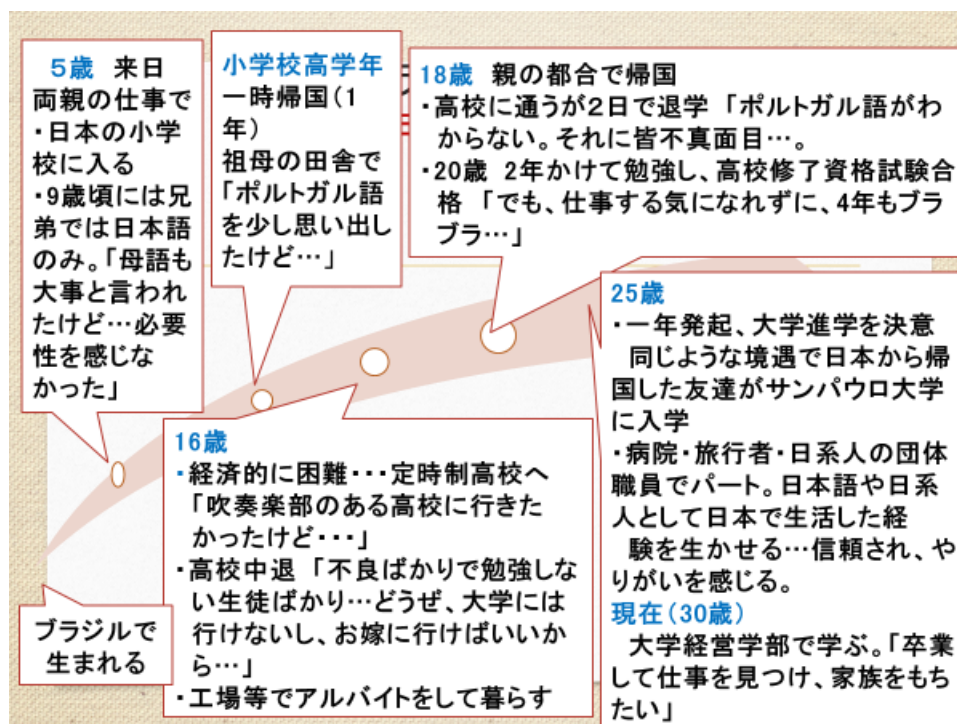 ５歳 来日
両親の仕事で
・日本の小学
校に入る
・9歳頃には兄
弟では日本語
のみ。「母語も
大事と言われ
たけど…必要
性を感じな
かった」
小学校高学年
一時帰国（1
年）
祖母の田舎で
「ポルトガル語
を少し思い出し
たけど…」
18歳 親の都合で帰国
・高校に通うが２日で退学 「ポルトガル語がわ
からない。それに皆不真面目…。
・20歳 2年かけて勉強し、高校修了資格試験合
格 「でも、仕事する気になれずに、4年もブラ
ブラ…」
ブラジルで
生まれる
16歳
・経済的に困難・・・定時制高校へ
「吹奏楽部のある高校に行きた
かったけど・・・」
・高校中退 「不良ばかりで勉強しな
い生徒ばかり…どうぜ、大学には
行けないし、お嫁に行けばいいか
ら…」
・工場等でアルバイトをして暮らす
25歳
・一年発起、大学進学を決意
同じような境遇で日本から帰
国した友達がサンパウロ大学
に入学
・病院・旅行者・日系人の団体
職員でパート。日本語や日系
人として日本で生活した経
験を生かせる…信頼され、や
りがいを感じる。
現在（30歳）
大学経営学部で学ぶ。「卒業
して仕事を見つけ、家族をもち
たい」